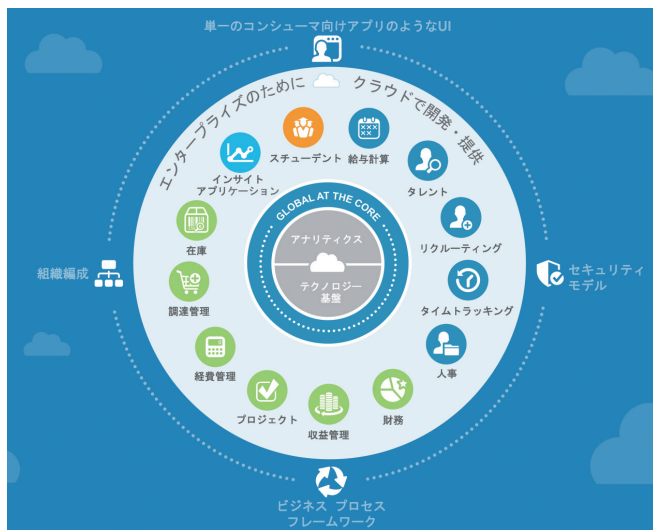 単一のコンシューマ向けアプリのようなUI
エンタープライズのために
クラウドで開発・提供
スチューデント
給与計算
タレント
リクルーティング
タイムトラッキング
人事
財務
収益管理
プロジェクト
経費管理
調達管理
在庫
インサイト
アプリケーション
GLOBAL AT THE CORE
アナリティクス
テクノロジー
基盤
組織編成
セキュリティ
モデル
ビジネス プロセス
フレームワーク